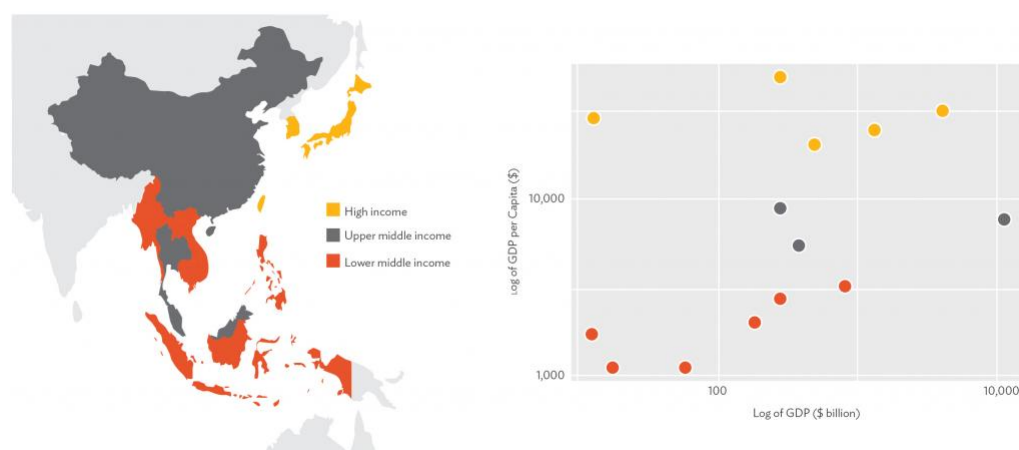 High income
Upper middle income
Lower middle income
Log of GDP per Capita ($)
10,000
1,000
100
10,000
Log of GDP ($ billion)